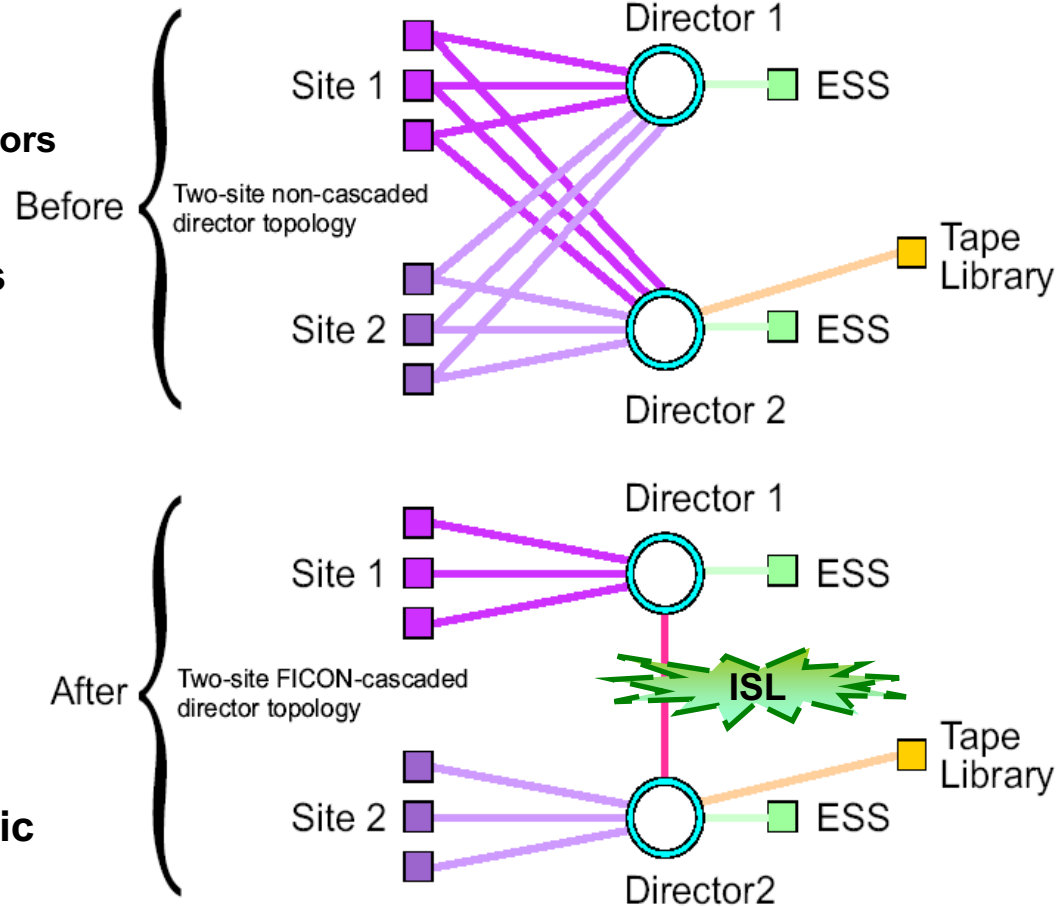 Director 1
Site 1
ESS
ors
Before
Two-site non-cascaded
director topology
s
Tape
Library
Site 2
ESS
Director 2
Director 1
Site 1
ESS
After
Two-site FICON-cascaded
director topology
ISL
Tape
Library
Site 2
ESS
ic
Director2